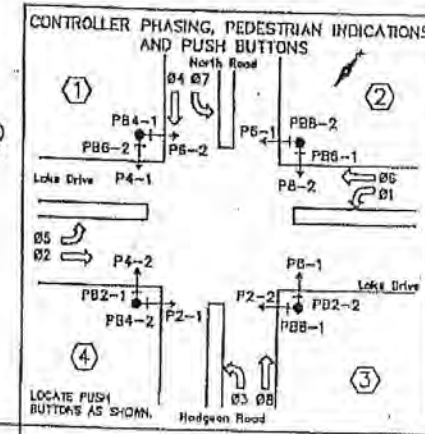 CONTROLLER PHASING, PEDESTRIAN INDICATIONS
AND PUSH BUTTONS
North Road
1
Ø4 Ø7
2
PB4-1
P6-2
PB6-2
P4-1
P6-1
PB8-2
PB6-1
P8-2
Lake Drive
Ø6
Ø1
Ø5
Ø2
P4-2
PB2-1
PB4-2
P2-1
P8-1
P2-2
PB2-2
PB8-1
Lake Drive
4
3
Ø3 Ø8
LOCATE PUSH
BUTTONS AS SHOWN.
Hodgson Road